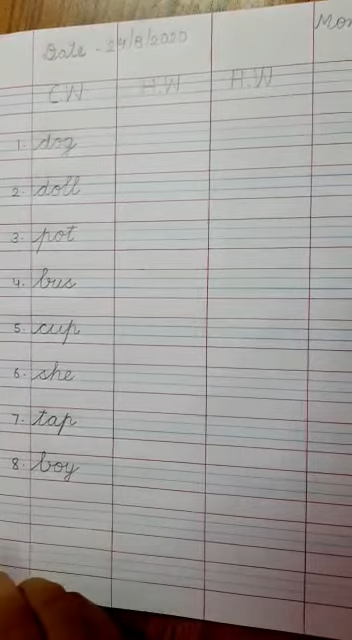 Mon
Date - 24/8/2020
C.W H.W H.W
1. dog
2. doll
3. pot
4. bus
5. cup
6. she
7. tap
8. boy